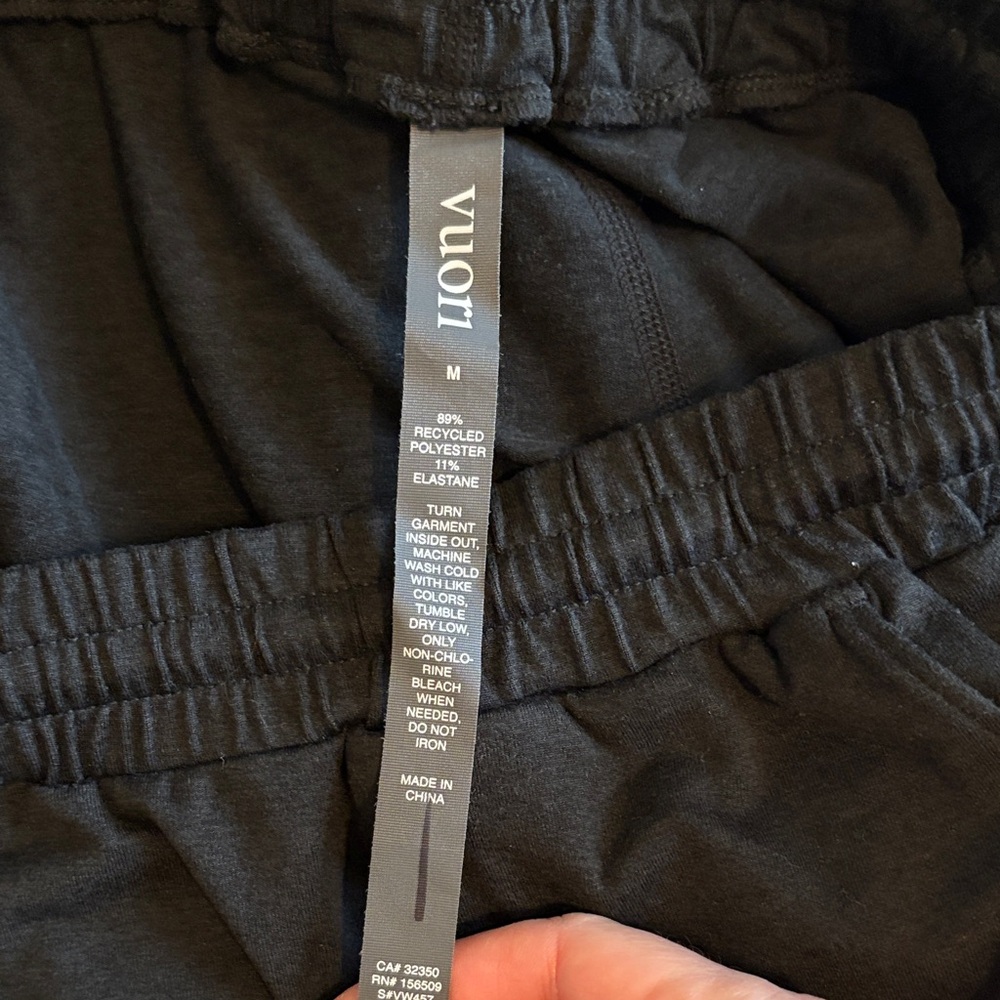 vuori
M
89%
RECYCLED
POLYESTER
11%
ELASTANE
TURN
GARMENT
INSIDE OUT,
MACHINE
WASH COLD
WITH LIKE
COLORS,
TUMBLE
DRY LOW,
ONLY
NON-CHLO-
RINE
BLEACH
WHEN
NEEDED,
DO NOT
IRON
MADE IN
CHINA
CA# 32350
RN# 156509
S#VW457